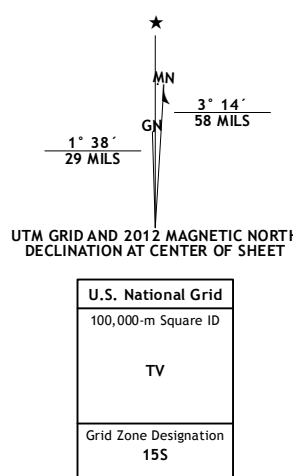 ★
MN
GN
3° 14´
58 MILS
1° 38´
29 MILS
UTM GRID AND 2012 MAGNETIC NORTH
DECLINATION AT CENTER OF SHEET
U.S. National Grid
100,000-m Square ID
TV
Grid Zone Designation
15S